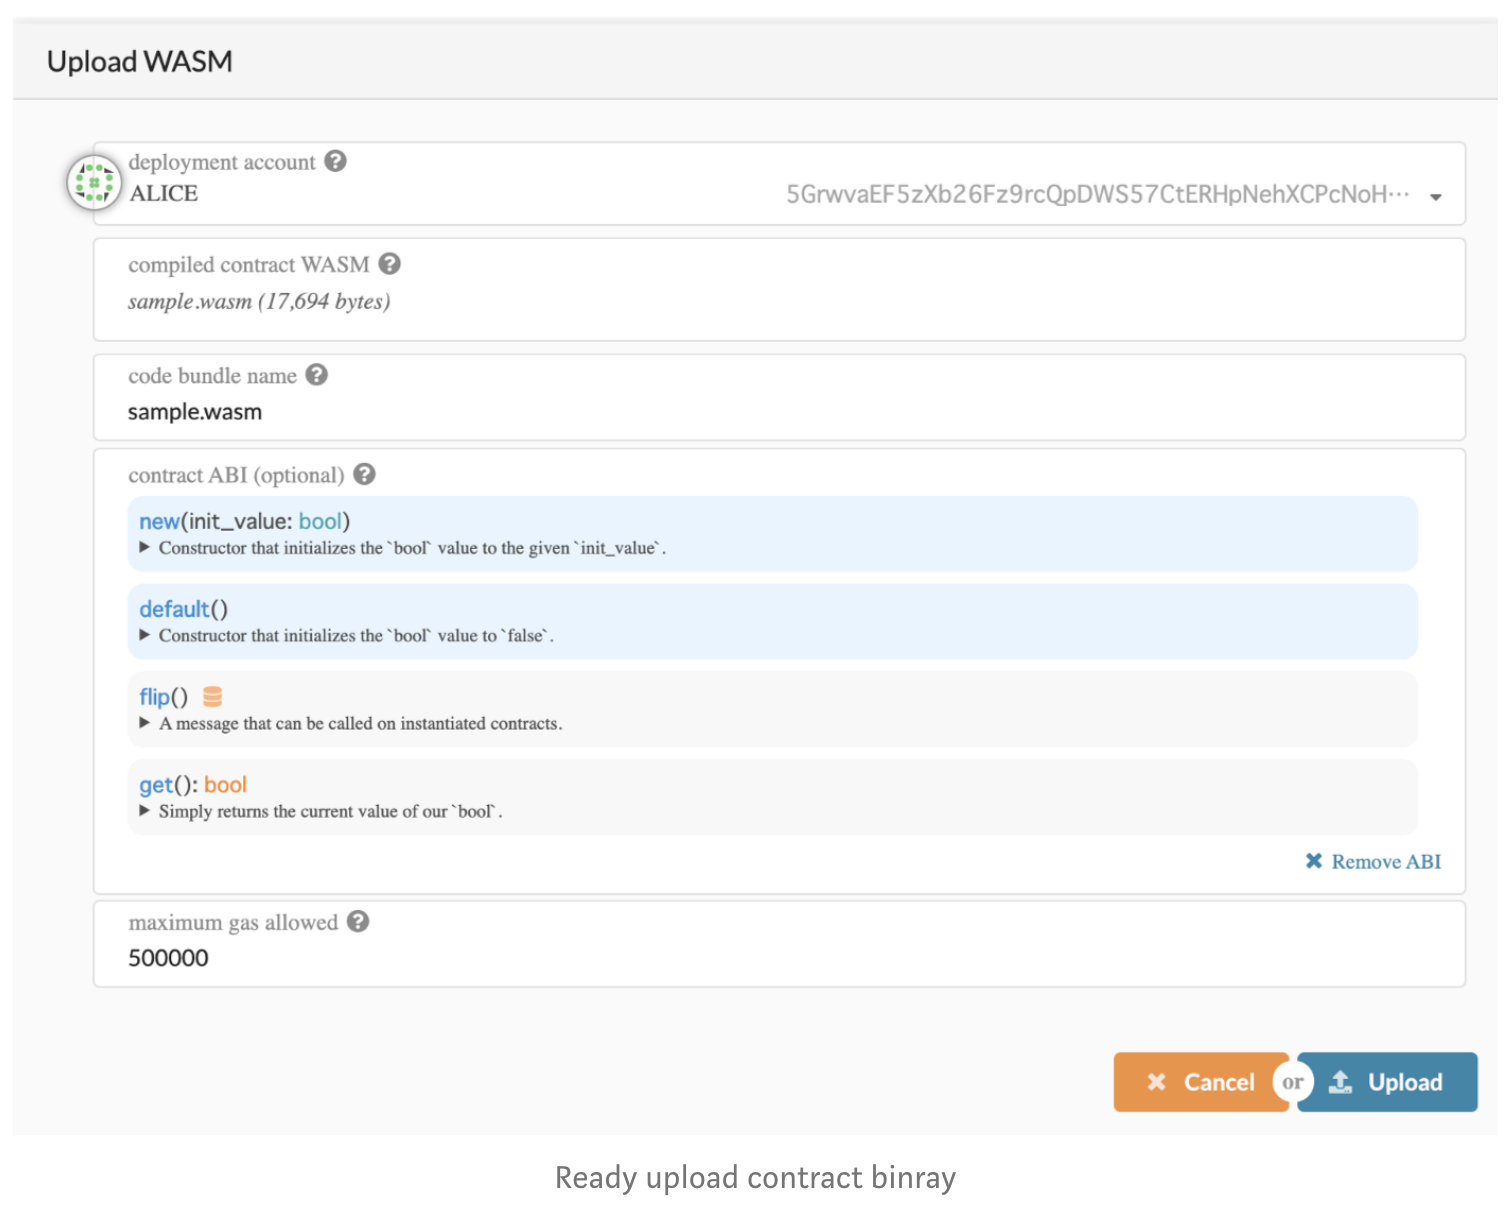 Upload WASM
deployment account
ALICE
5GrwvaEF5zXb26Fz9rcQpDWS57CtERHpNehXCPcNoH···
compiled contract WASM
sample.wasm (17,694 bytes)
code bundle name
sample.wasm
contract ABI (optional)
new(init_value: bool)
Constructor that initializes the `bool` value to the given `init_value`.
default()
Constructor that initializes the `bool` value to `false`.
flip()
A message that can be called on instantiated contracts.
get(): bool
Simply returns the current value of our `bool`.
Remove ABI
maximum gas allowed
500000
Cancel or Upload
Ready upload contract binray